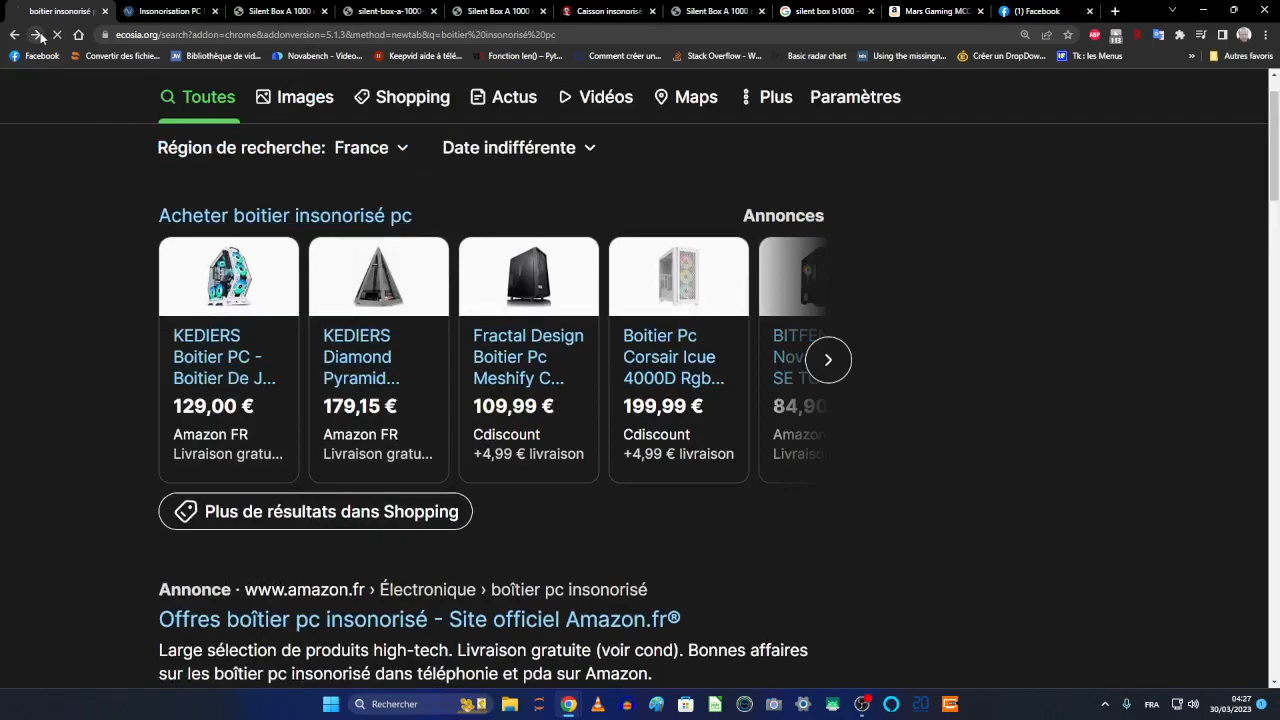 boitier insonorisé
Insonorisation PC
Silent Box A 1000
silent-box-a-1000-
Silent Box A 1000
Caisson insonorisé
Silent Box A 1000
silent box b1000 -
Mars Gaming MCC
(1) Facebook
ecosia.org/search?addon=chrome&addonversion=5.1.3&method=newtab&q=boitier%20insonorisé%20pc
Facebook
Convertir des fichie...
Bibliothèque de vid...
Novabench - Video...
Keypoid aide à télé...
Fonction len() – Pyt...
Comment créer un...
Stack Overflow - W...
Basic radar chart
Using the missingn...
Créer un DropDow...
Tk : les Menus
»
Autres favoris
Toutes
Images
Shopping
Actus
Vidéos
Maps
Plus
Paramètres
Région de recherche: France
Date indifférente
Acheter boitier insonorisé pc
Annonces
KEDIERS
Boitier PC -
Boitier De J...
129,00 €
Amazon FR
Livraison gratu...
KEDIERS
Diamond
Pyramid...
179,15 €
Amazon FR
Livraison gratu...
Fractal Design
Boitier Pc
Meshify C...
109,99 €
Cdiscount
+4,99 € livraison
Boitier Pc
Corsair Icue
4000D Rgb...
199,99 €
Cdiscount
+4,99 € livraison
BITFE
Nov
SE TO
84,90
Amazon
Livrais
Plus de résultats dans Shopping
Annonce · www.amazon.fr › Électronique › boîtier pc insonorisé
Offres boîtier pc insonorisé - Site officiel Amazon.fr®
Large sélection de produits high-tech. Livraison gratuite (voir cond). Bonnes affaires
sur les boîtier pc insonorisé dans téléphonie et pda sur Amazon.
Rechercher
FRA
04:27
30/03/2023